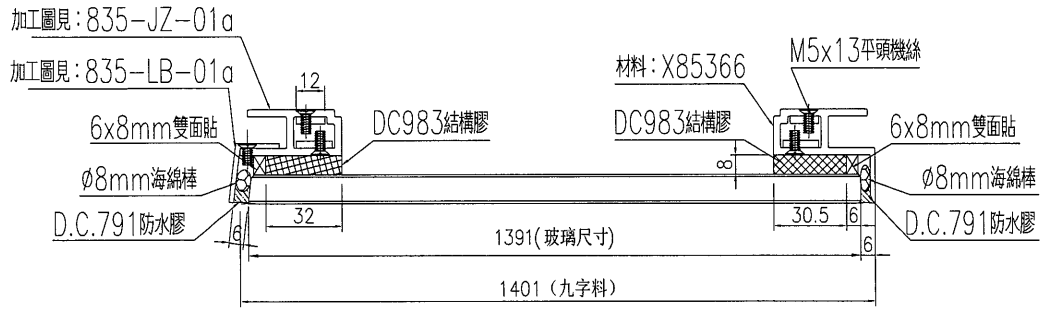 加工圖見：835-JZ-01a
加工圖見：835-LB-01a
12
材料：X85366
M5x13平頭機絲
6x8mm雙面貼
DC983結構膠
DC983結構膠
6x8mm雙面貼
8
Ø8mm海綿棒
Ø8mm海綿棒
D.C.791防水膠
32
30.5
6
D.C.791防水膠
6
1391(玻璃尺寸)
6
1401（九字料）